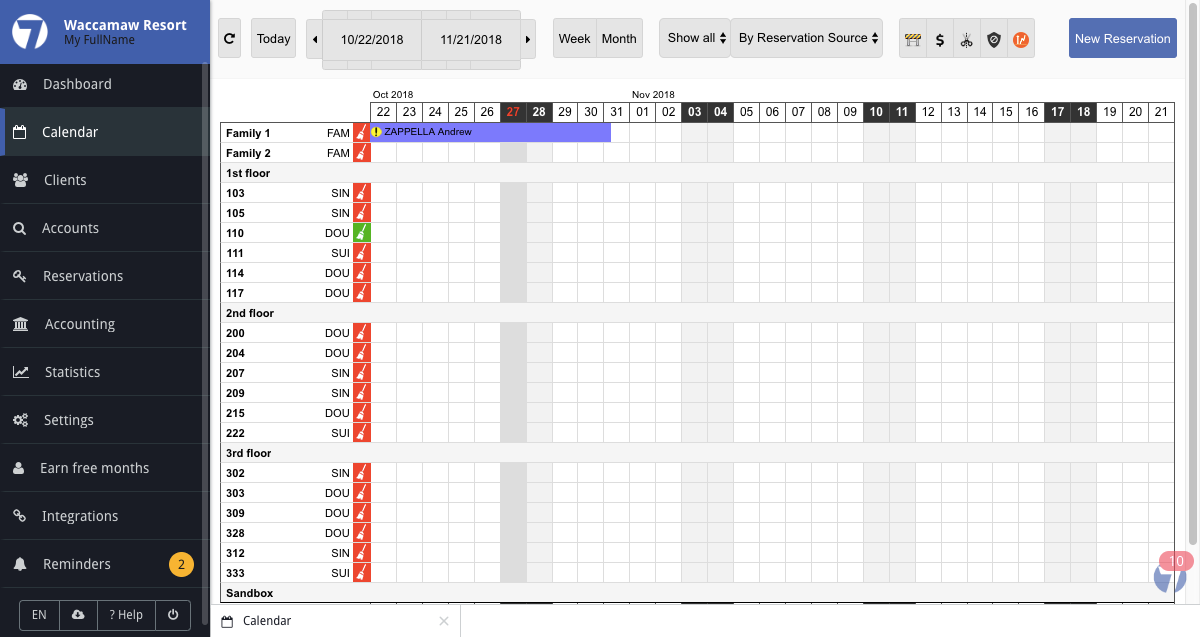 Waccamaw Resort
My FullName
Dashboard
Calendar
Clients
Accounts
Reservations
Accounting
Statistics
Settings
Earn free months
Integrations
Reminders 2
EN ? Help
Today 10/22/2018 11/21/2018 Week Month Show all By Reservation Source $ New Reservation
Oct 2018 Nov 2018
22 23 24 25 26 27 28 29 30 31 01 02 03 04 05 06 07 08 09 10 11 12 13 14 15 16 17 18 19 20 21
Family 1 FAM ! ZAPPELLA Andrew
Family 2 FAM
1st floor
103 SIN
105 SIN
110 DOU
111 SUI
114 DOU
117 DOU
2nd floor
200 DOU
204 DOU
207 SIN
209 SIN
215 DOU
222 SUI
3rd floor
302 SIN
303 DOU
309 DOU
328 DOU
312 SIN
333 SUI
Sandbox
10
Calendar